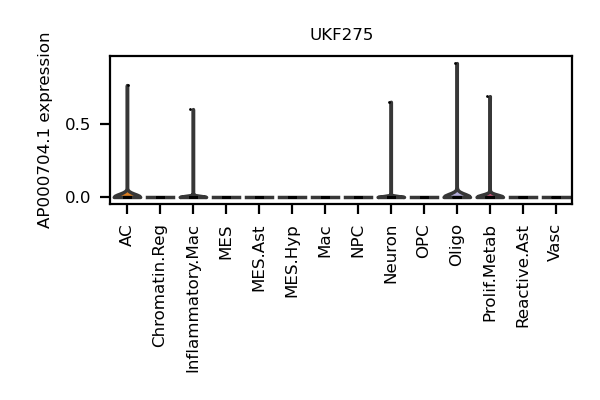 UKF275
AP000704.1 expression
0.5
0.0
AC
Chromatin.Reg
Inflammatory.Mac
MES
MES.Ast
MES.Hyp
Mac
NPC
Neuron
OPC
Oligo
Prolif.Metab
Reactive.Ast
Vasc